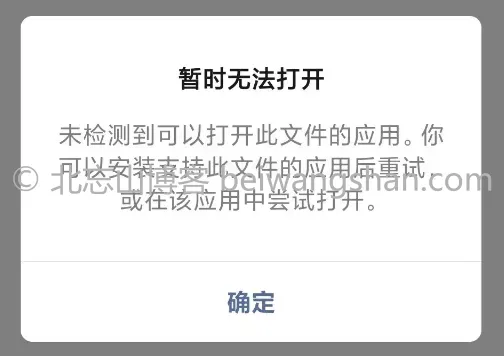 暂时无法打开
未检测到可以打开此文件的应用。你
可以安装支持此文件的应用后重试，
© 北忘山博客 beiwangshan.com
或在该应用中尝试打开。
确定